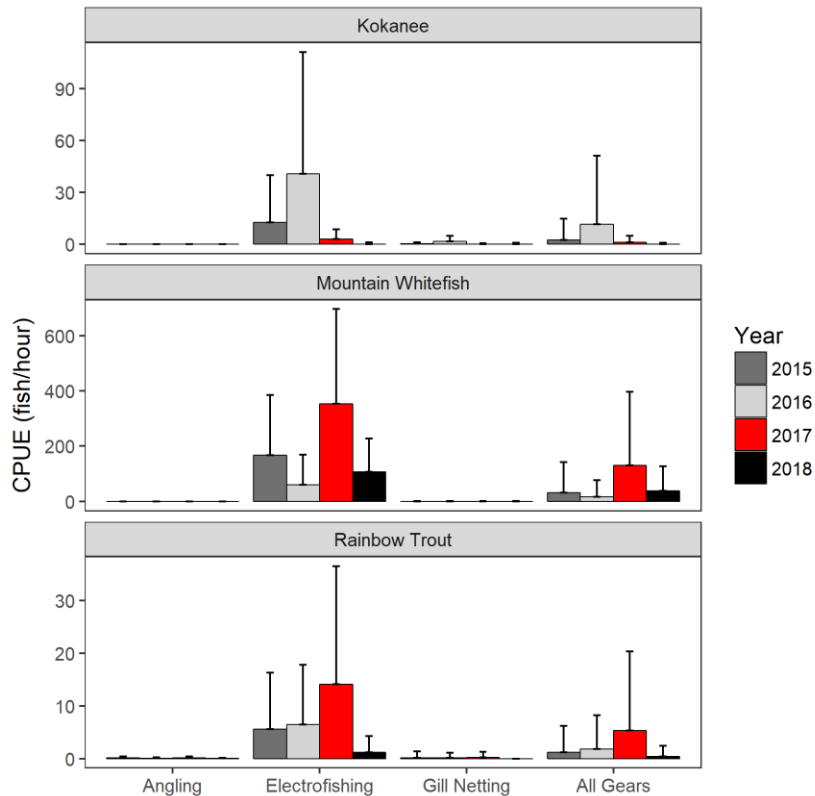 Kokanee
90
60
30
0
Mountain Whitefish
600
400
200
0
Rainbow Trout
30
20
10
0
CPUE (fish/hour)
Angling Electrofishing Gill Netting All Gears
Year
2015
2016
2017
2018